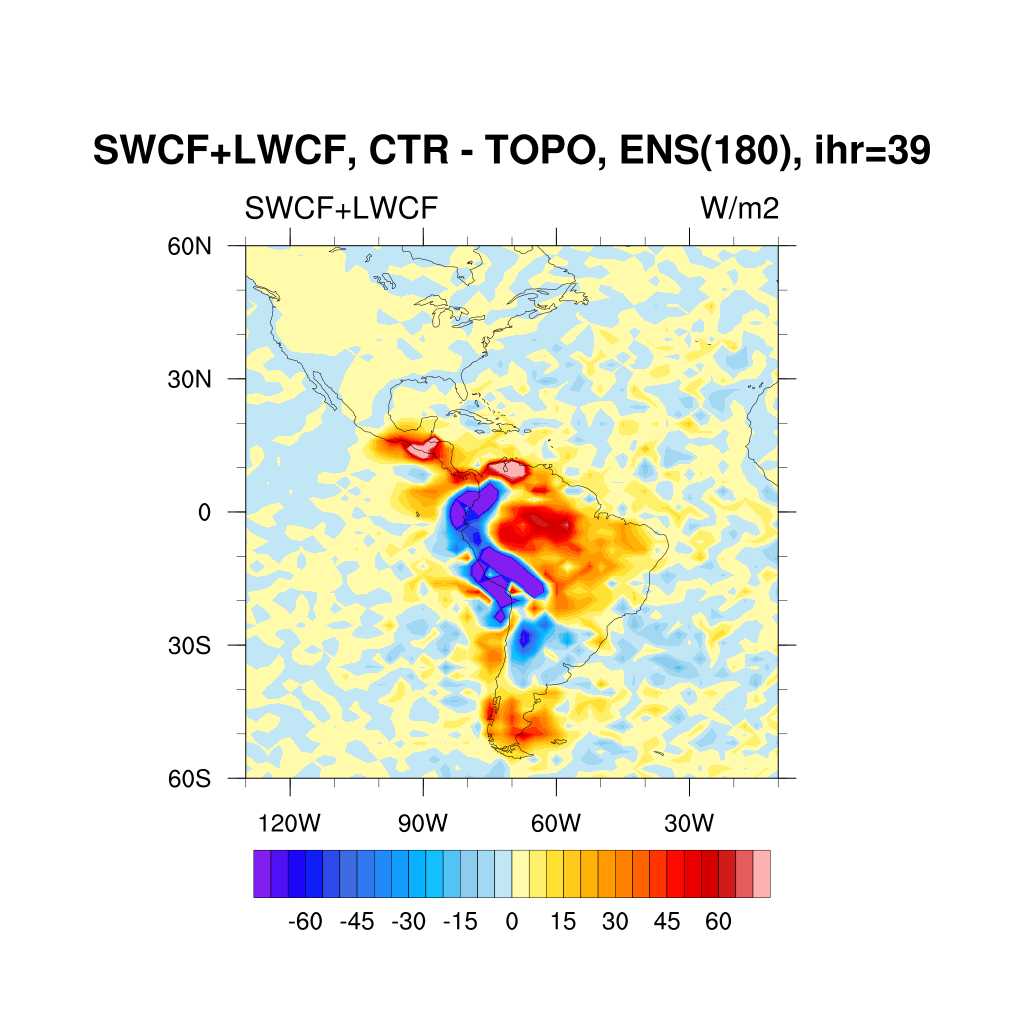 SWCF+LWCF, CTR - TOPO, ENS(180), ihr=39
SWCF+LWCF W/m2
60N
30N
0
30S
60S
120W 90W 60W 30W
-60 -45 -30 -15 0 15 30 45 60